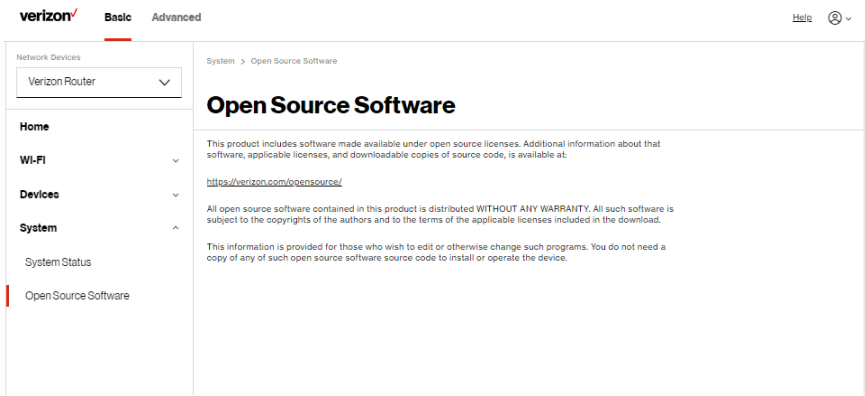 verizon✓
Basic
Advanced
Help
Network Devices
Verizon Router
Home
Wi-Fi
Devices
System
System Status
Open Source Software
System > Open Source Software
Open Source Software
This product includes software made available under open source licenses. Additional information about that
software, applicable licenses, and downloadable copies of source code, is available at:
https://verizon.com/opensource/
All open source software contained in this product is distributed WITHOUT ANY WARRANTY. All such software is
subject to the copyrights of the authors and to the terms of the applicable licenses included in the download.
This information is provided for those who wish to edit or otherwise change such programs. You do not need a
copy of any of such open source software source code to install or operate the device.